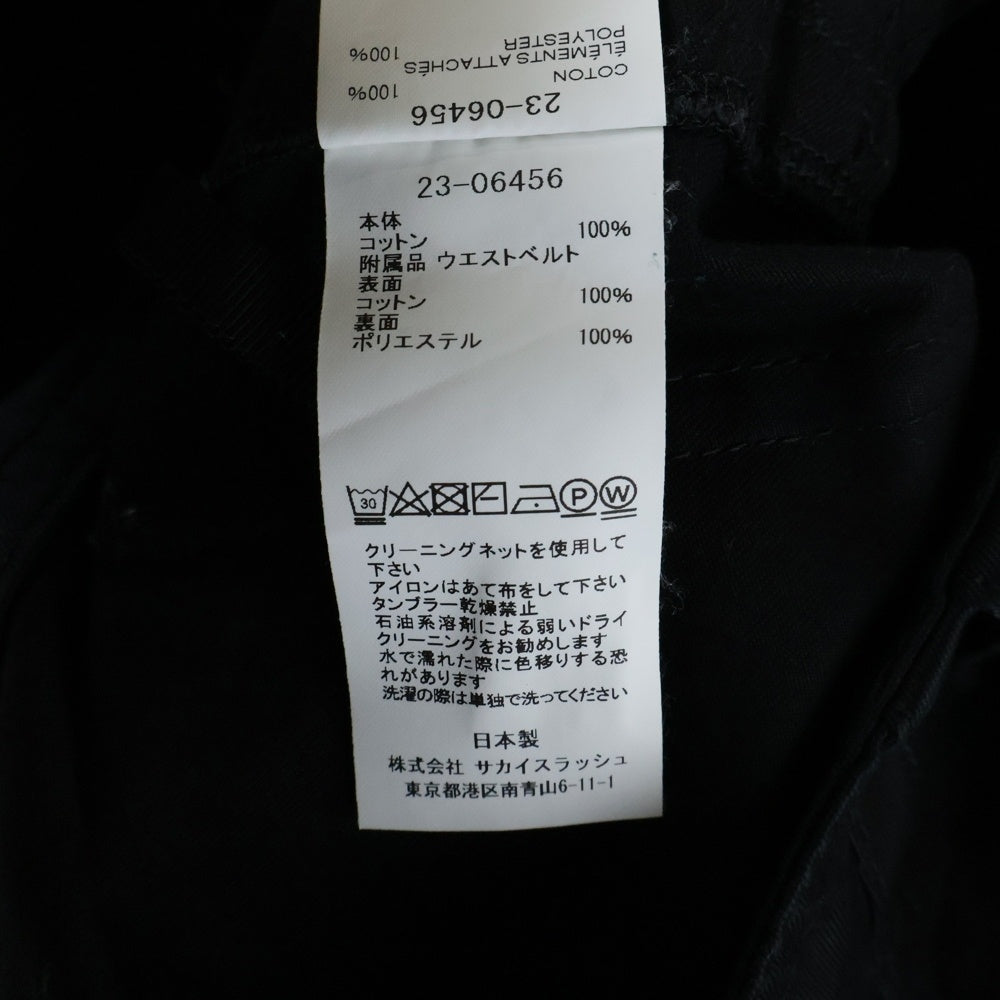 COTON 100%
ÉLÉMENTS ATTACHÉS
POLYESTER 100%
23-06456
23-06456
本体
コットン 100%
附属品 ウエストベルト
表面
コットン 100%
裏面
ポリエステル 100%
30 P W
クリーニングネットを使用して
下さい
アイロンはあて布をして下さい
タンブラー乾燥禁止
石油系溶剤による弱いドライ
クリーニングをお勧めします
水で濡れた際に色移りする恐
れがあります
洗濯の際は単独で洗ってください
日本製
株式会社 サカイスラッシュ
東京都港区南青山6-11-1